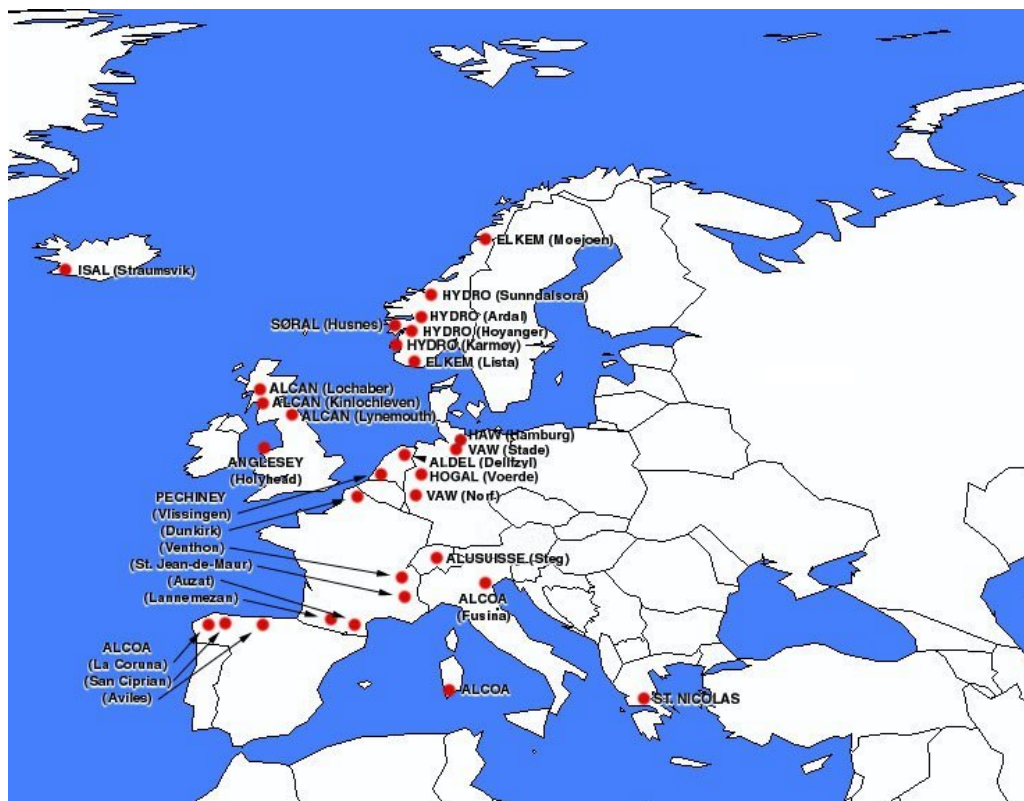 ELKEM (Moejoen)
ISAL (Straumsvik)
HYDRO (Sunndalsora)
HYDRO (Ardal)
SØRAL (Husnes)
HYDRO (Hoyanger)
HYDRO (Karmøy)
ELKEM (Lista)
ALCAN (Lochaber)
ALCAN (Kinlochleven)
ALCAN (Lynemouth)
HAW (Hamburg)
VAW (Stade)
ALDEL (Delfzyl)
ANGLESEY
(Holyhead)
HOGAL (Voerde)
VAW (Norf)
PECHINEY
(Vlissingen)
(Dunkirk)
(Venthon)
(St. Jean-de-Maur)
(Auzat)
(Lannemezan)
ALUSUISSE (Steg)
ALCOA
(Fusina)
ALCOA
(La Coruna)
(San Ciprian)
(Aviles)
ALCOA
ST. NICOLAS